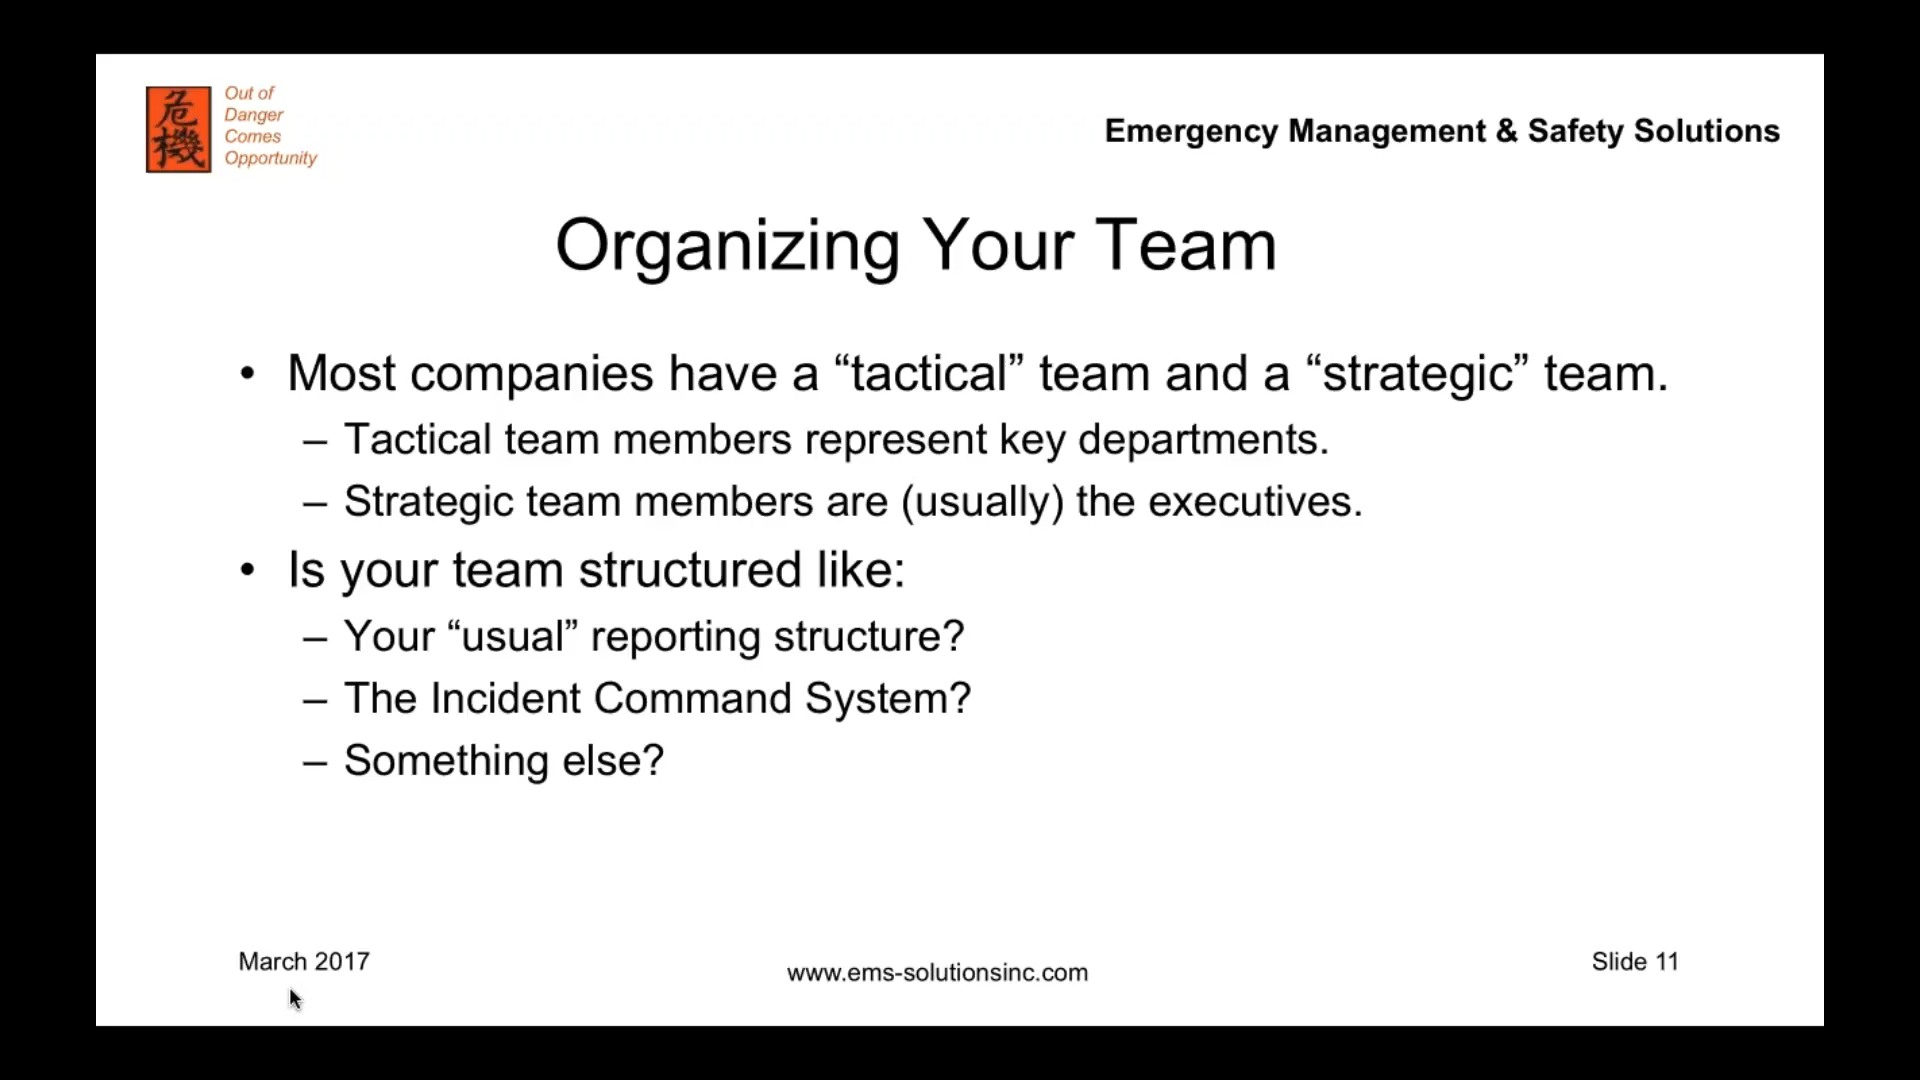 危
機
Out of
Danger
Comes
Opportunity
Emergency Management & Safety Solutions
Organizing Your Team
• Most companies have a “tactical” team and a “strategic” team.
– Tactical team members represent key departments.
– Strategic team members are (usually) the executives.
• Is your team structured like:
– Your “usual” reporting structure?
– The Incident Command System?
– Something else?
March 2017
www.ems-solutionsinc.com
Slide 11